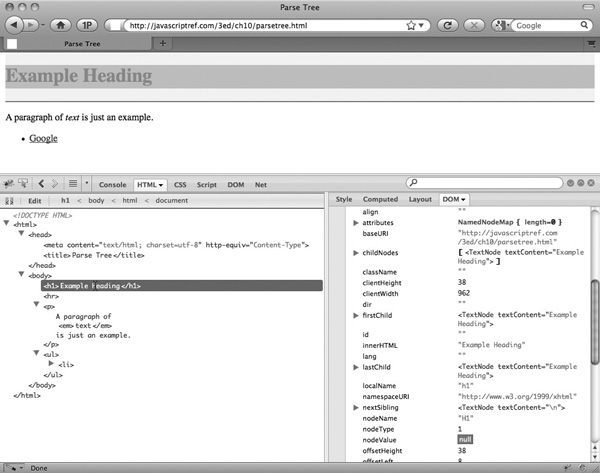 Parse Tree
1P
http://javascriptref.com/3ed/ch10/parsetree.html
Google
Parse Tree
Example Heading
A paragraph of text is just an example.
Google
Console HTML CSS Script DOM Net
Edit h1 < body < html < document
Style Computed Layout DOM
<!DOCTYPE HTML>
<html>
<head>
<meta content="text/html; charset=utf-8" http-equiv="Content-Type">
<title>Parse Tree</title>
</head>
<body>
<h1>Example Heading</h1>
<hr>
<p>
A paragraph of
<em>text</em>
is just an example.
</p>
<ul>
<li>
</ul>
</body>
</html>
align ""
attributes NamedNodeMap { length=0 }
baseURI "http://javascriptref.com
/3ed/ch10/parsetree.html"
childNodes [ <TextNode textContent="Example
Heading"> ]
className ""
clientHeight 38
clientWidth 962
dir ""
firstChild <TextNode textContent="Example
Heading">
id ""
innerHTML "Example Heading"
lang ""
lastChild <TextNode textContent="Example
Heading">
localName "h1"
namespaceURI "http://www.w3.org/1999/xhtml"
nextSibling <TextNode textContent="\n">
nodeName "H1"
nodeType 1
nodeValue null
offsetHeight 38
offsetLeft 8
Done